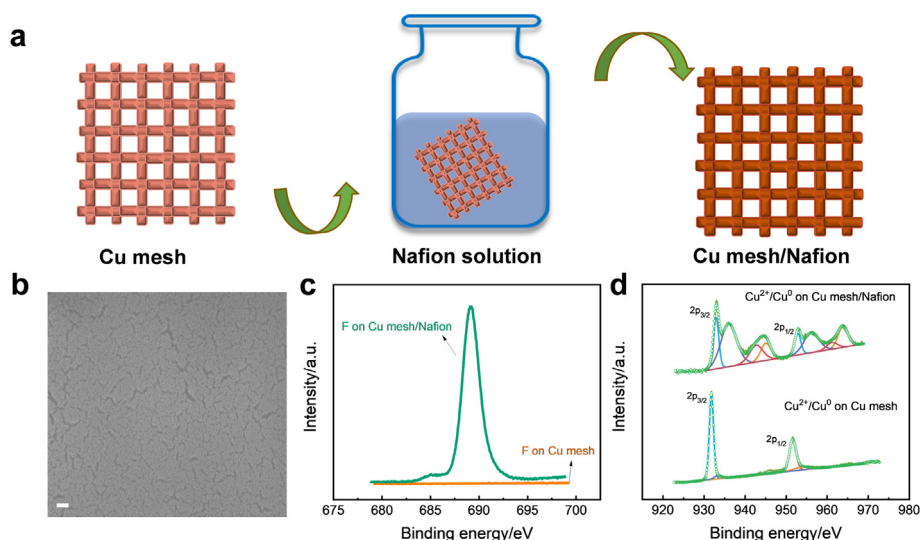 a
Cu mesh
Nafion solution
Cu mesh/Nafion
b
c
Intensity/a.u.
F on Cu mesh/Nafion
F on Cu mesh
675 680 685 690 695 700
Binding energy/eV
d
Intensity/a.u.
Cu²⁺/Cu⁰ on Cu mesh/Nafion
2p₃/₂
2p₁/₂
Cu²⁺/Cu⁰ on Cu mesh
2p₃/₂
2p₁/₂
920 930 940 950 960 970 980
Binding energy/eV